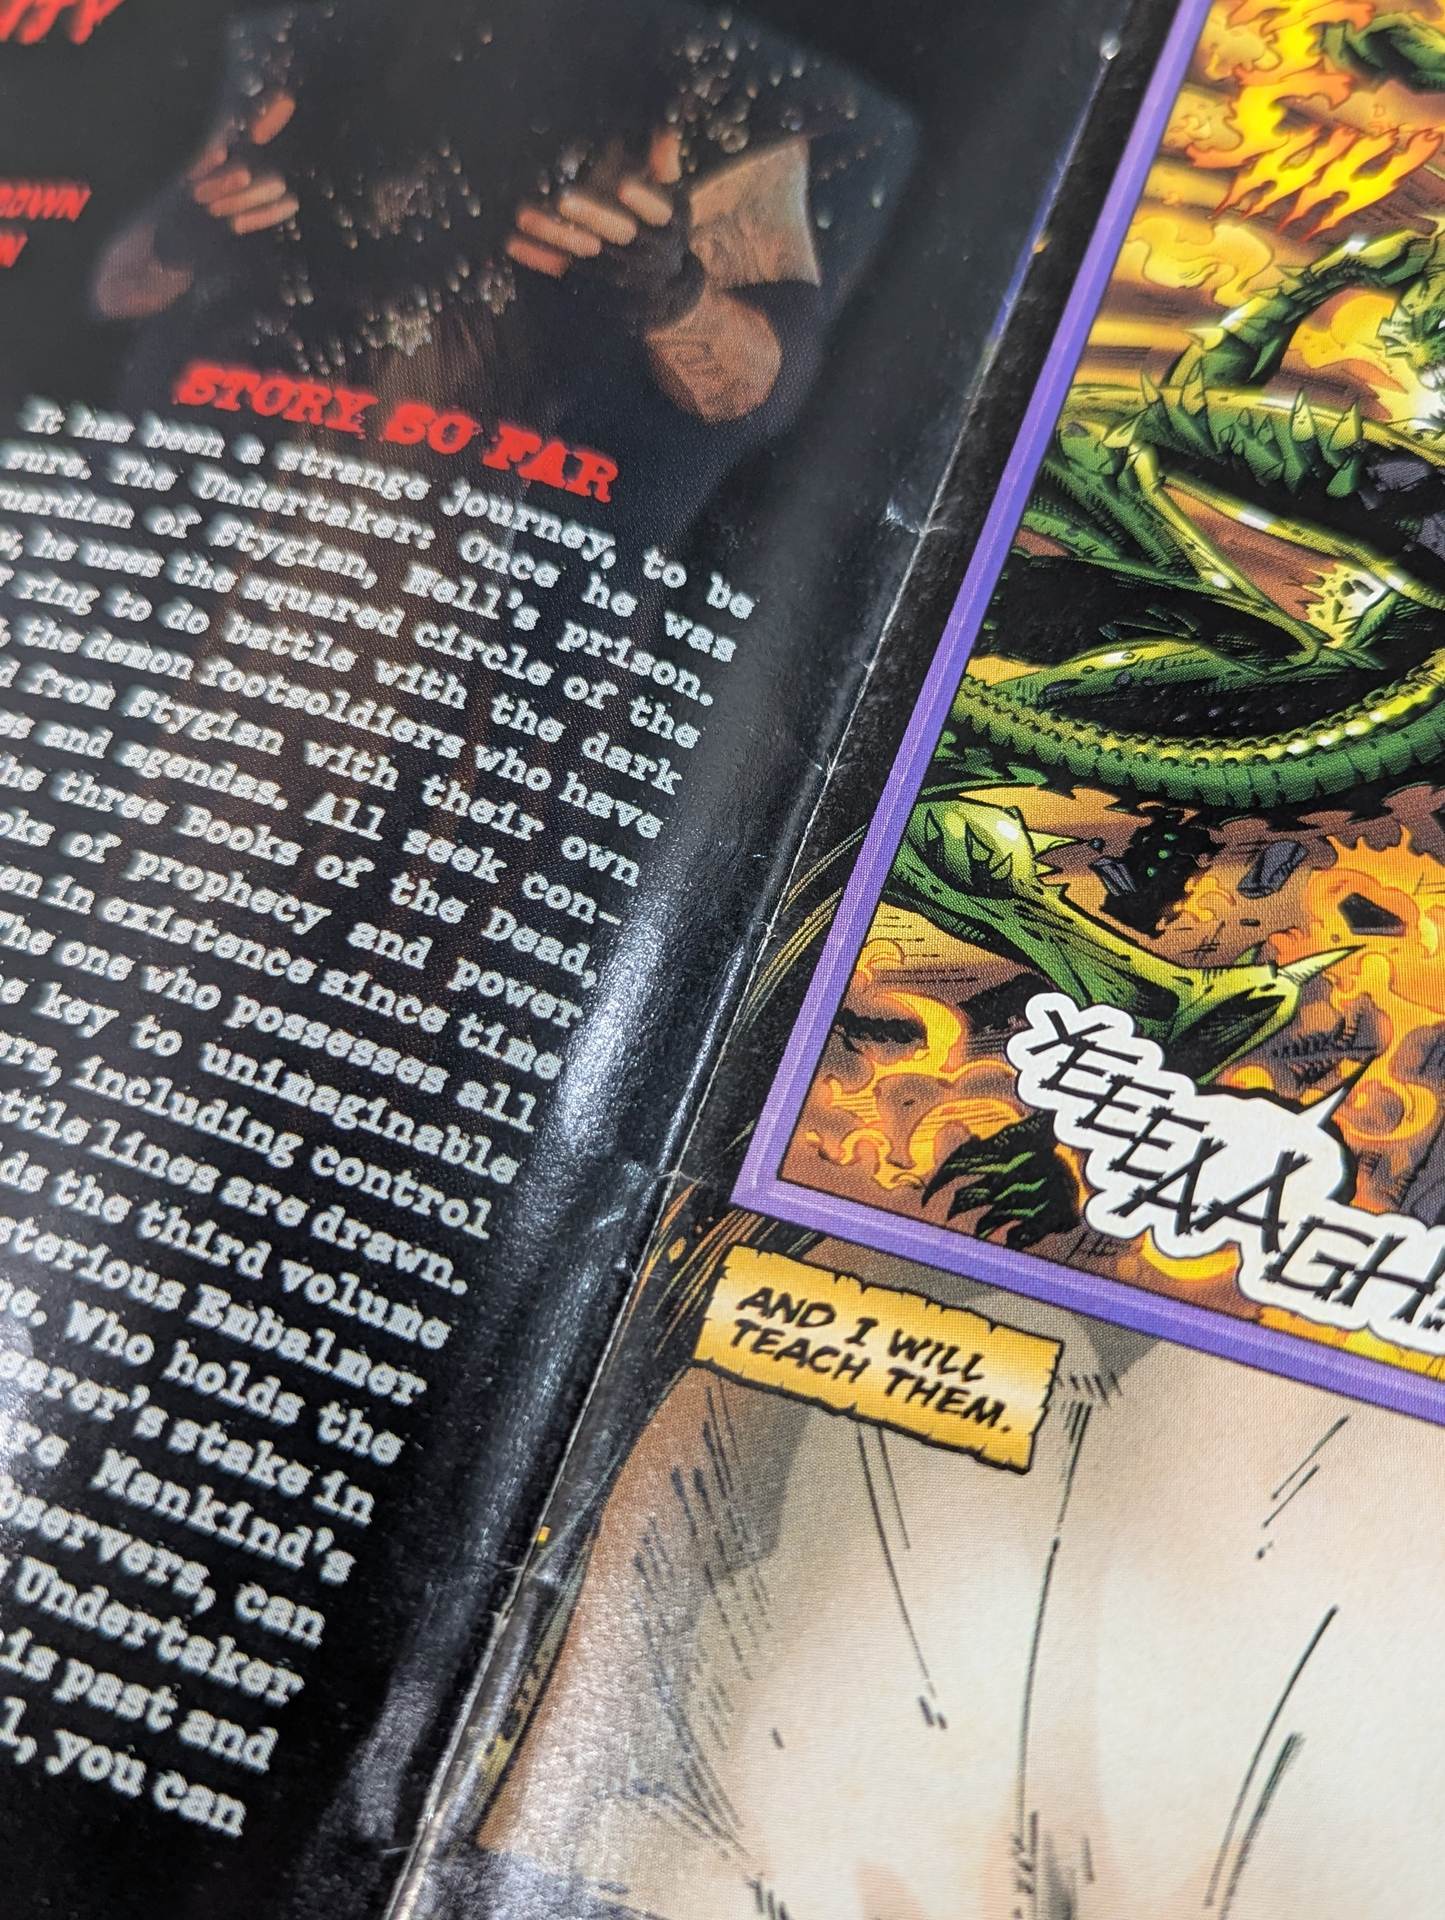 STORY SO FAR
It has been a strange journey, to be
sure. The Undertaker: Once he was
guardian of Stygian, Hell's prison.
he uses the squared circle of the
ring to do battle with the dark
the demon footsoldiers who have
from Stygian with their own
and agendas. All seek con-
the three Books of the Dead,
of prophecy and power
in existence since time
The one who possesses all
key to unimaginable
including control
lines are drawn.
the third volume
Embalmer
Who holds the
stake in
Mankind's
observers, can
Undertaker
his past and
you can
SHH
YEEEAAGH
AND I WILL
TEACH THEM.